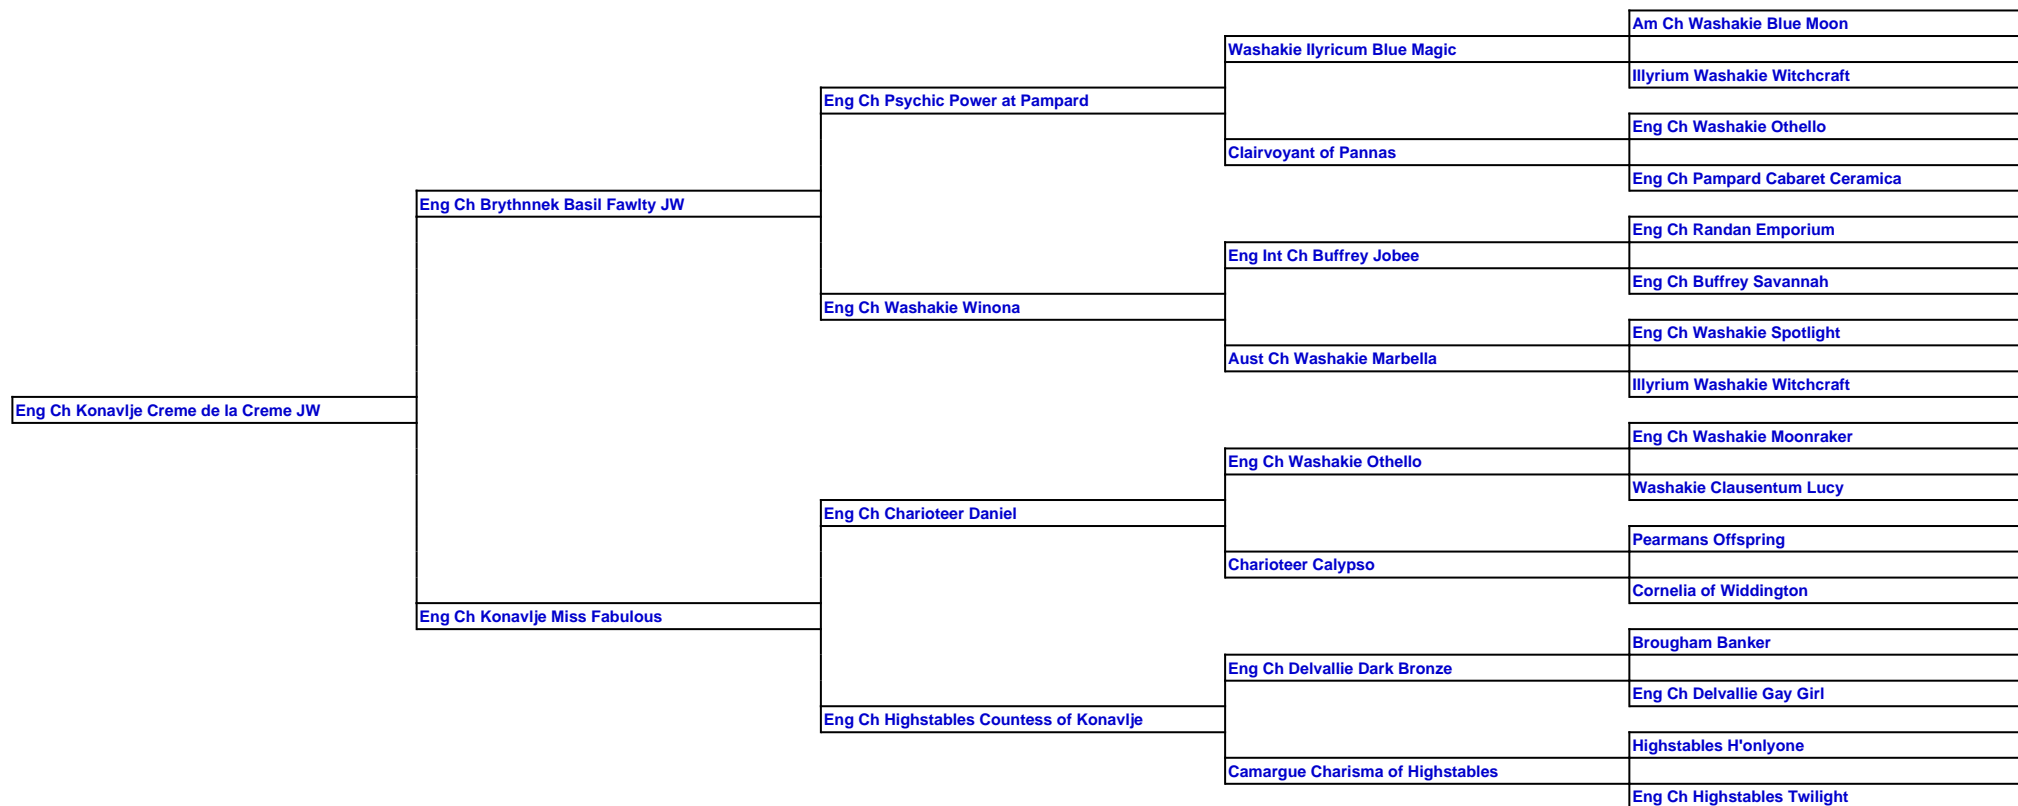 Am Ch Washakie Blue Moon
Washakie Ilyricum Blue Magic
Illyrium Washakie Witchcraft
Eng Ch Psychic Power at Pampard
Eng Ch Washakie Othello
Clairvoyant of Pannas
Eng Ch Pampard Cabaret Ceramica
Eng Ch Brythnnek Basil Fawlty JW
Eng Ch Randan Emporium
Eng Int Ch Buffrey Jobee
Eng Ch Buffrey Savannah
Eng Ch Washakie Winona
Eng Ch Washakie Spotlight
Aust Ch Washakie Marbella
Illyrium Washakie Witchcraft
Eng Ch Konavlje Creme de la Creme JW
Eng Ch Washakie Moonraker
Eng Ch Washakie Othello
Washakie Clausentum Lucy
Eng Ch Charioteer Daniel
Pearmans Offspring
Charioteer Calypso
Cornelia of Widdington
Eng Ch Konavlje Miss Fabulous
Brougham Banker
Eng Ch Delvallie Dark Bronze
Eng Ch Delvallie Gay Girl
Eng Ch Highstables Countess of Konavlje
Highstables H'onlyone
Camargue Charisma of Highstables
Eng Ch Highstables Twilight